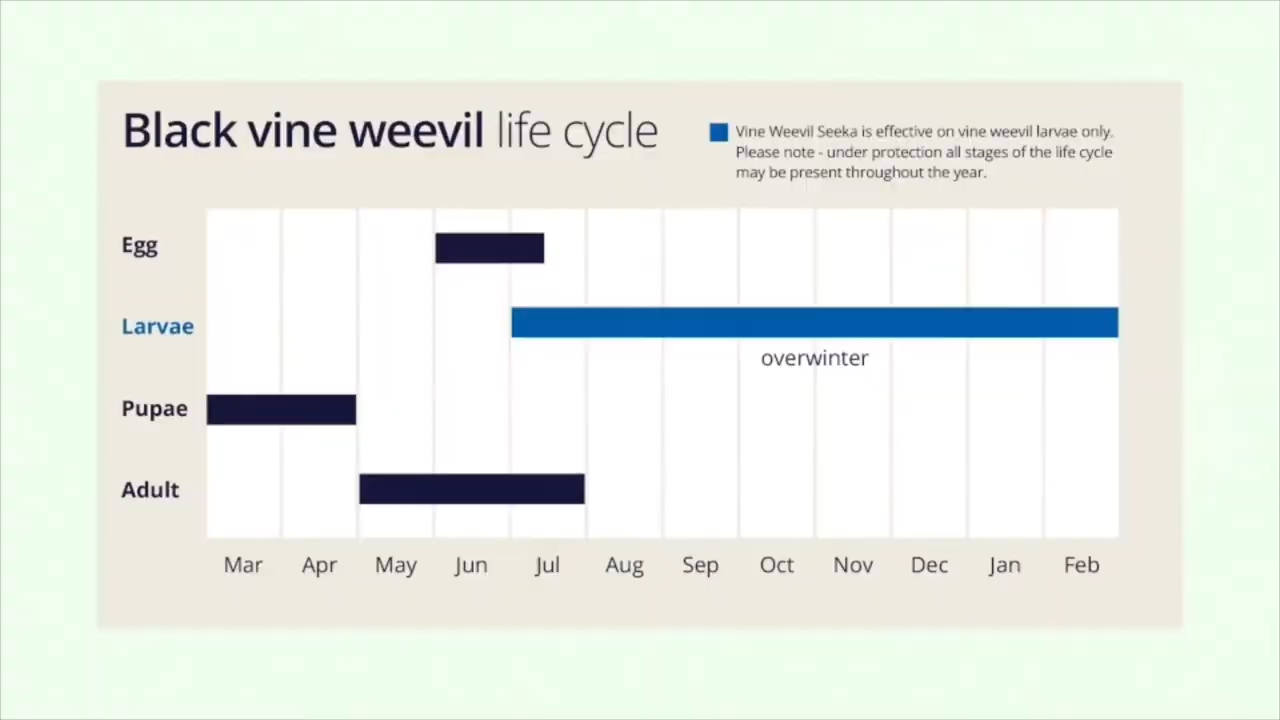 Black vine weevil life cycle
Vine Weevil Seeka is effective on vine weevil larvae only.
Please note - under protection all stages of the life cycle
may be present throughout the year.
Egg
Larvae
overwinter
Pupae
Adult
Mar Apr May Jun Jul Aug Sep Oct Nov Dec Jan Feb